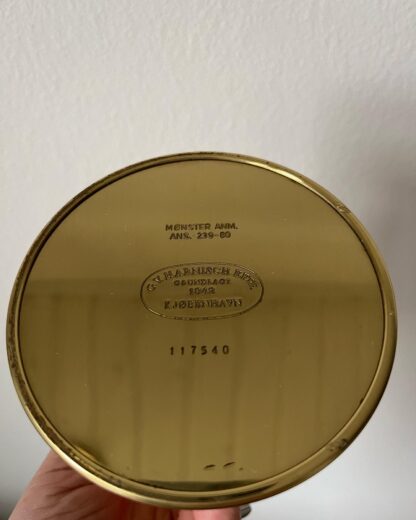 MØNSTER ANM.
ANS. 239-80
C.V. HARNISCH EFTF.
GRUNDLAGT
1842
KJØBENHAVN
117540